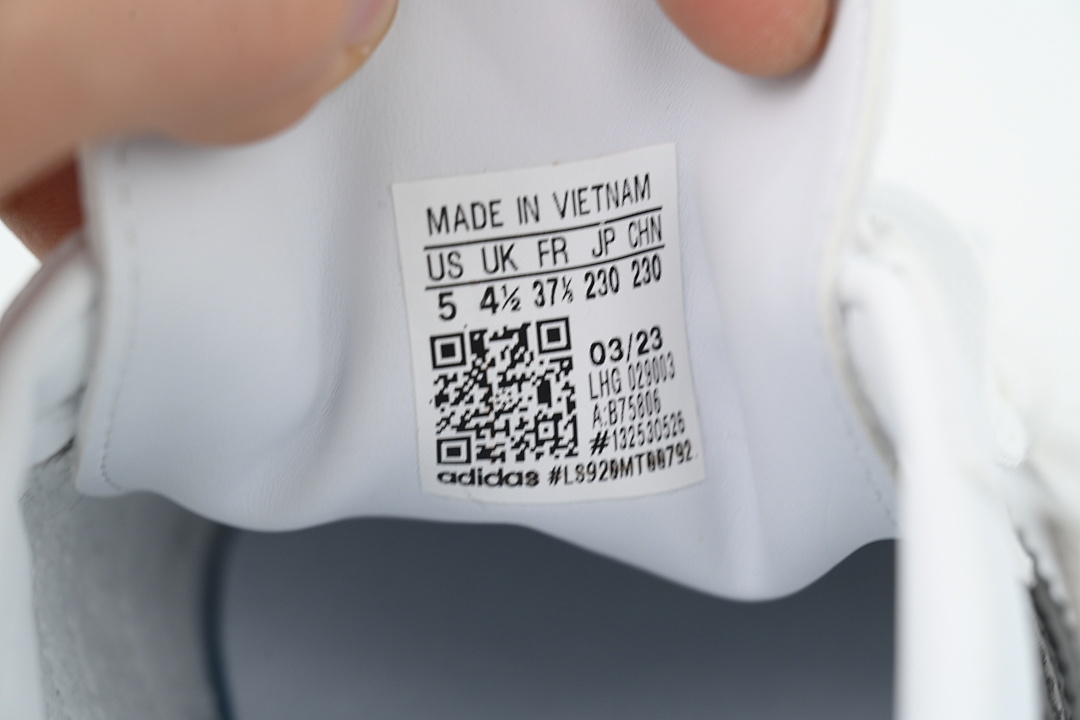 MADE IN VIETNAM
US UK FR JP CHN
5 4½ 37⅓ 230 230
03/23
LHG 029003
A:B75806
#132530526
adidas #LS920MT00792